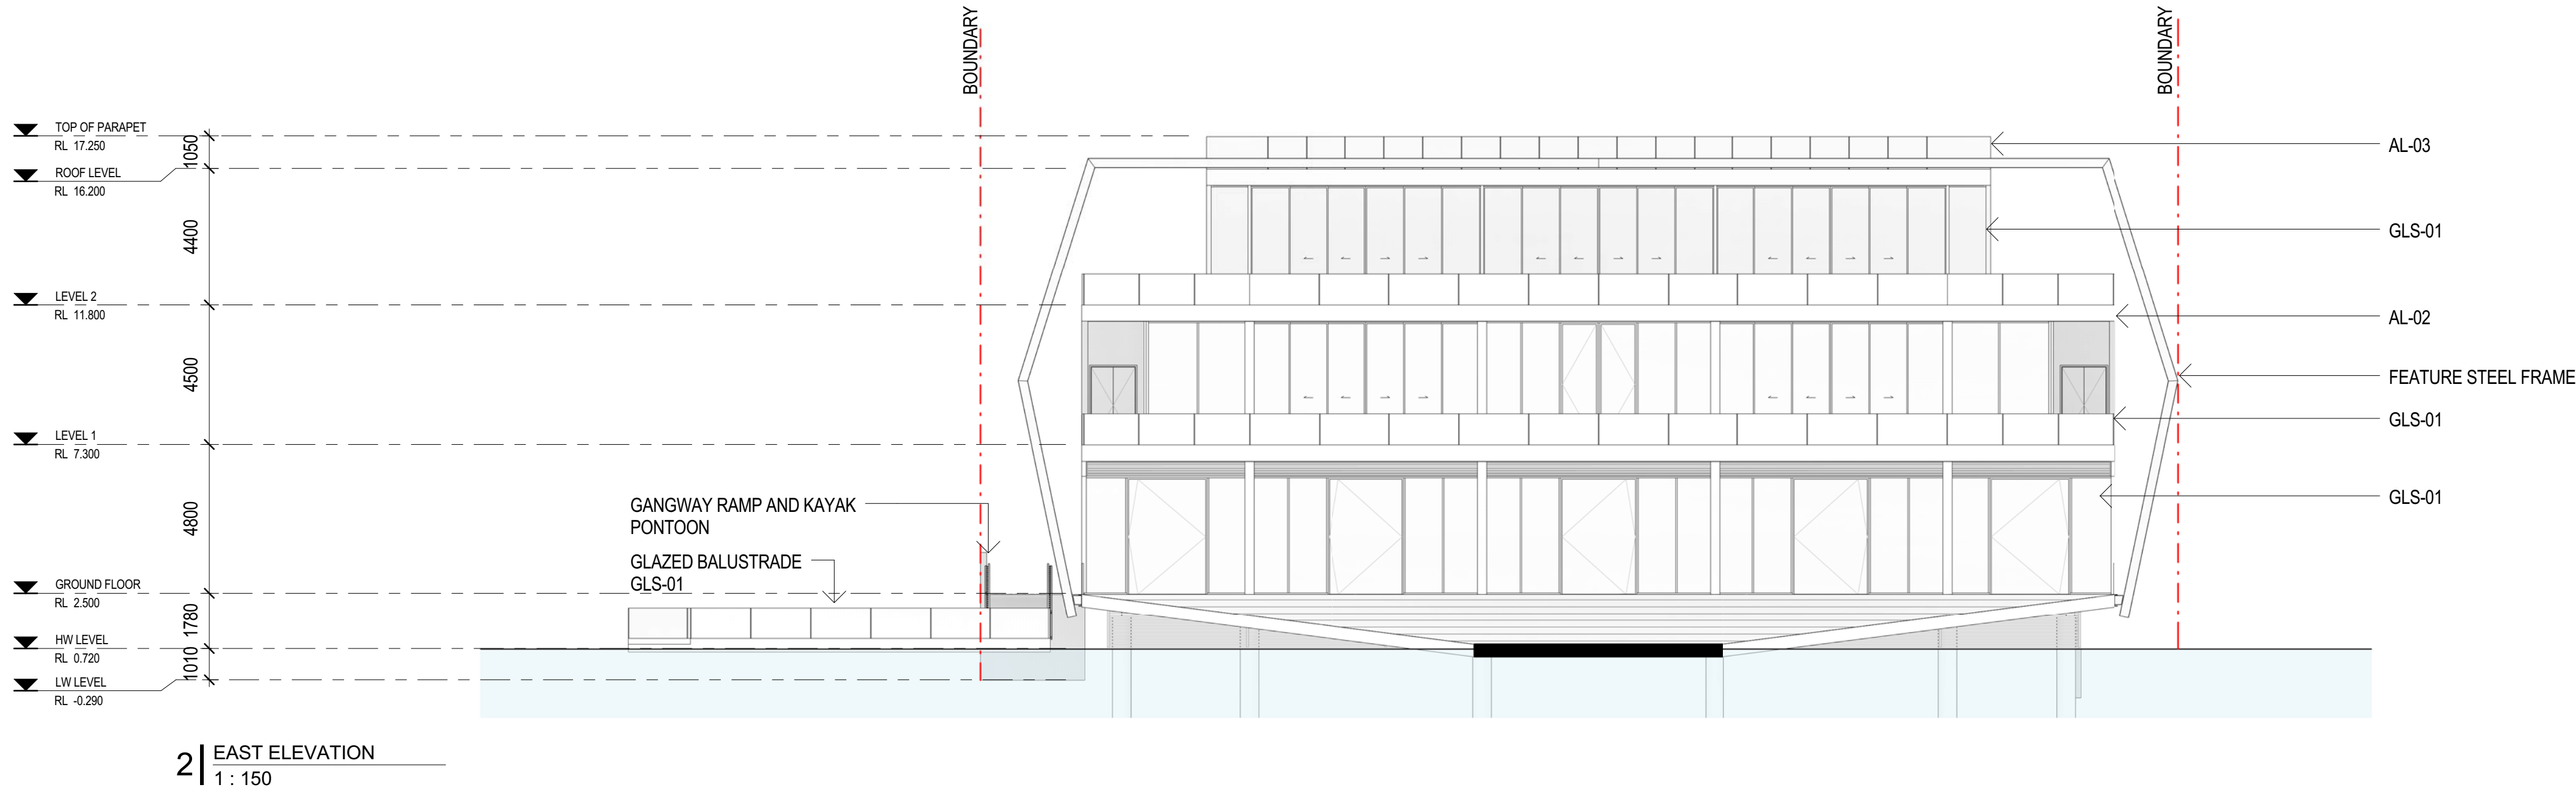 BOUNDARY
BOUNDARY
TOP OF PARAPET
RL 17.250
1050
ROOF LEVEL
RL 16.200
4400
LEVEL 2
RL 11.800
4500
LEVEL 1
RL 7.300
4800
GROUND FLOOR
RL 2.500
1780
HW LEVEL
RL 0.720
1010
LW LEVEL
RL -0.290
GANGWAY RAMP AND KAYAK
PONTOON
GLAZED BALUSTRADE
GLS-01
AL-03
GLS-01
AL-02
FEATURE STEEL FRAME
GLS-01
GLS-01
2
EAST ELEVATION
1 : 150